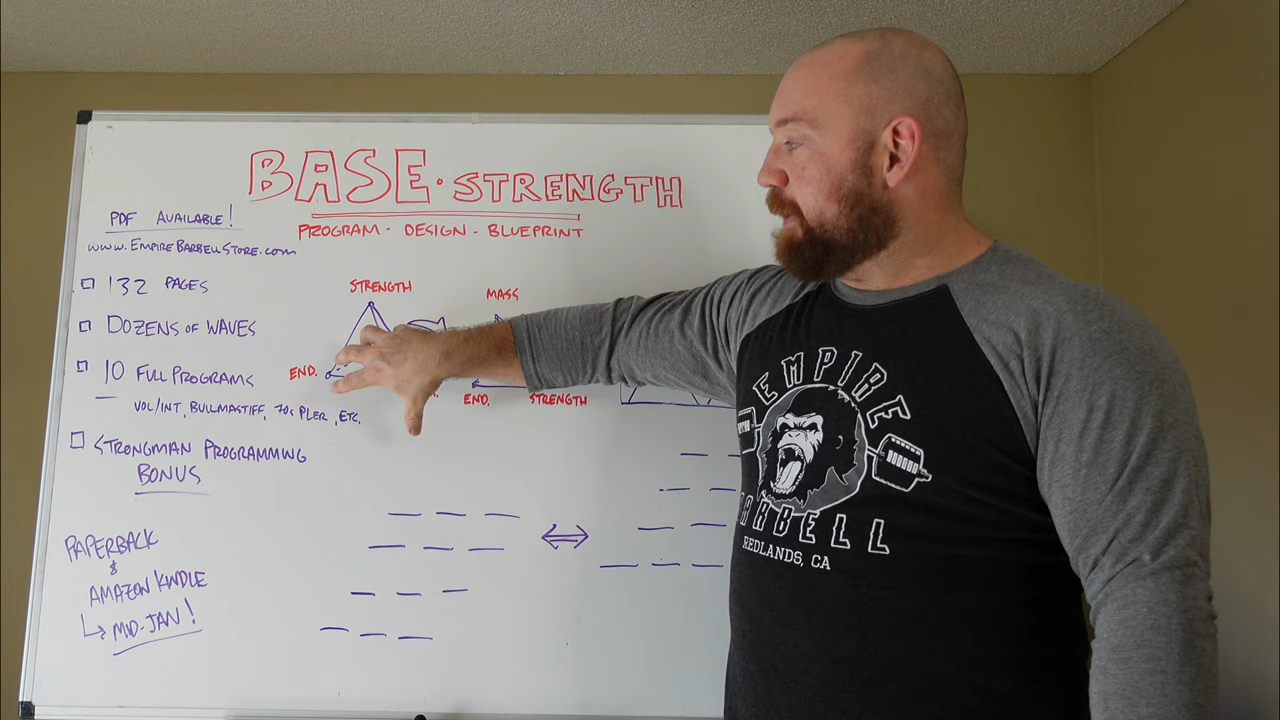 BASE • STRENGTH
PROGRAM - DESIGN - BLUEPRINT
PDF AVAILABLE!
WWW.EMPIREBARBELLSTORE.COM
132 PAGES
DOZENS OF WAVES
10 FULL PROGRAMS
VOL/INT, BULLMASTIFF, 70s PLER, ETC.
STRONGMAN PROGRAMMING
BONUS
PAPERBACK
&
AMAZON KINDLE
MID-JAN!
STRENGTH
END.
MASS
END. STRENGTH
EMPIRE
BARBELL
REDLANDS, CA